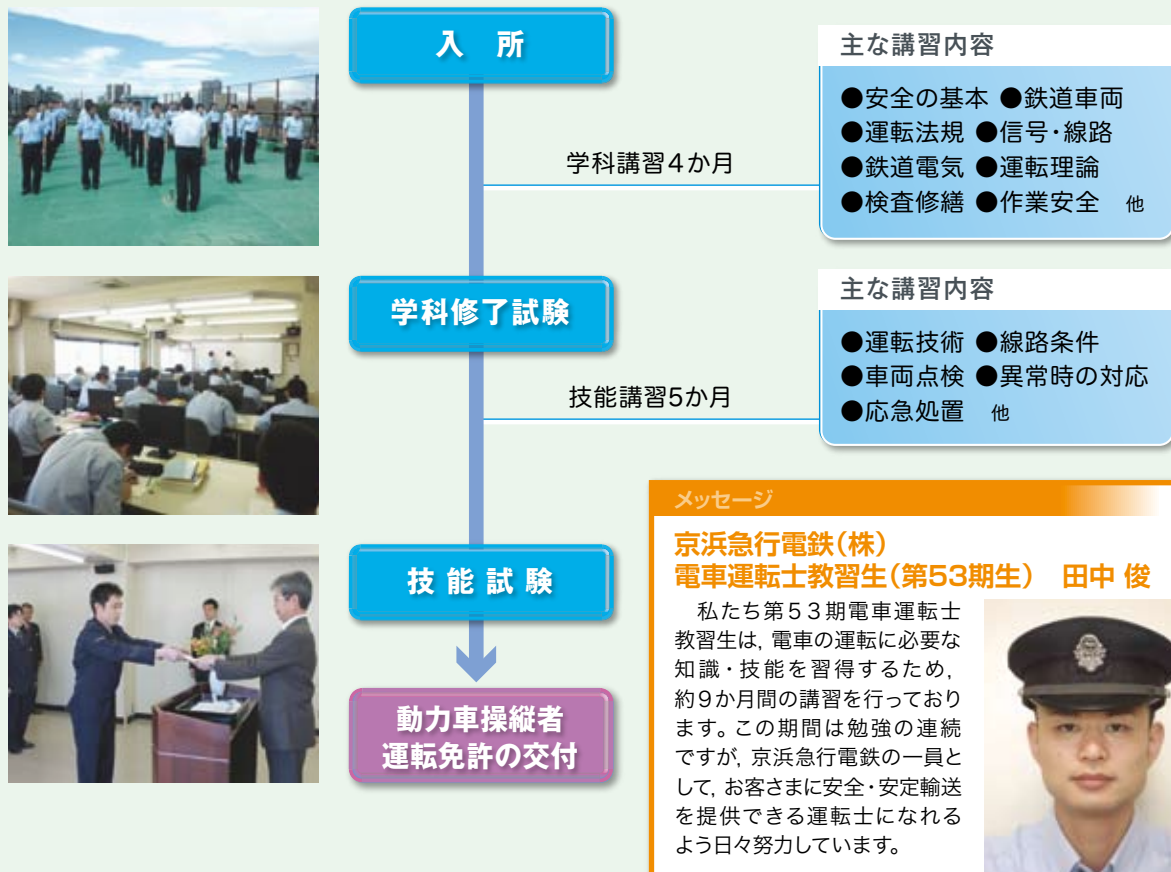 入所
学科講習4か月
主な講習内容
●安全の基本 ●鉄道車両
●運転法規 ●信号・線路
●鉄道電気 ●運転理論
●検査修繕 ●作業安全 他
学科修了試験
技能講習5か月
主な講習内容
●運転技術 ●線路条件
●車両点検 ●異常時の対応
●応急処置 他
技能試験
動力車操縦者
運転免許の交付
メッセージ
京浜急行電鉄(株)
電車運転士教習生(第53期生) 田中 俊
私たち第53期電車運転士
教習生は,電車の運転に必要な
知識・技能を習得するため,
約9か月間の講習を行っており
ます。この期間は勉強の連続
ですが,京浜急行電鉄の一員と
して,お客さまに安全・安定輸送
を提供できる運転士になれる
よう日々努力しています。